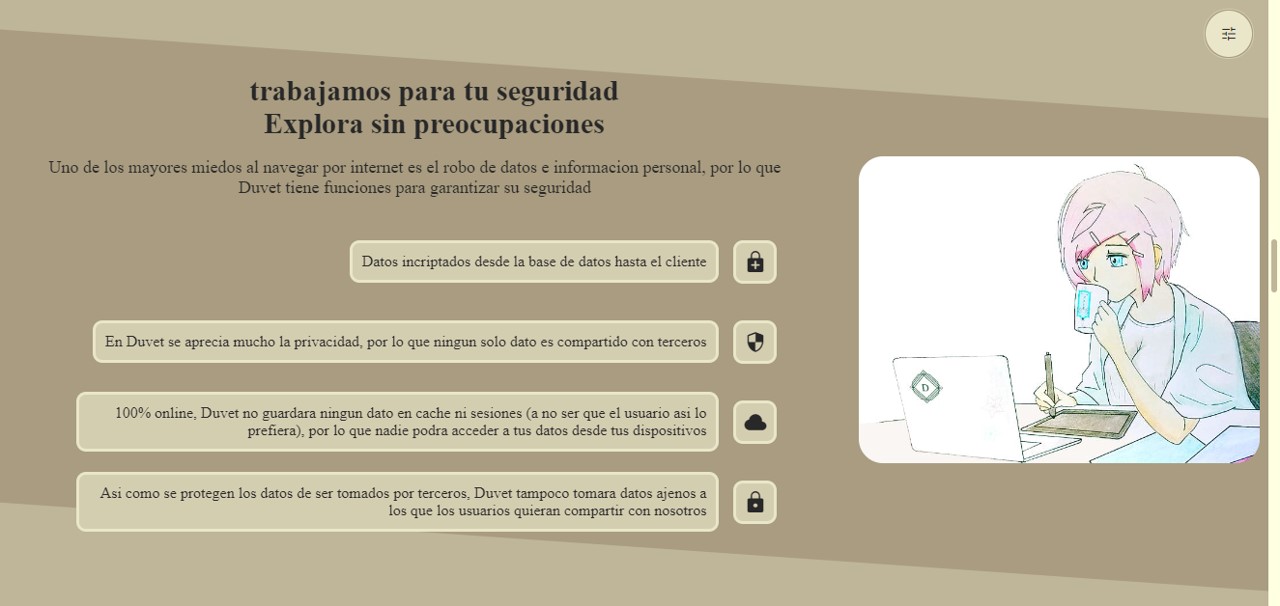 trabajamos para tu seguridad
Explora sin preocupaciones
Uno de los mayores miedos al navegar por internet es el robo de datos e informacion personal, por lo que
Duvet tiene funciones para garantizar su seguridad
Datos incriptados desde la base de datos hasta el cliente
En Duvet se aprecia mucho la privacidad, por lo que ningun solo dato es compartido con terceros
100% online, Duvet no guardara ningun dato en cache ni sesiones (a no ser que el usuario asi lo
prefiera), por lo que nadie podra acceder a tus datos desde tus dispositivos
Asi como se protegen los datos de ser tomados por terceros, Duvet tampoco tomara datos ajenos a
los que los usuarios quieran compartir con nosotros
D